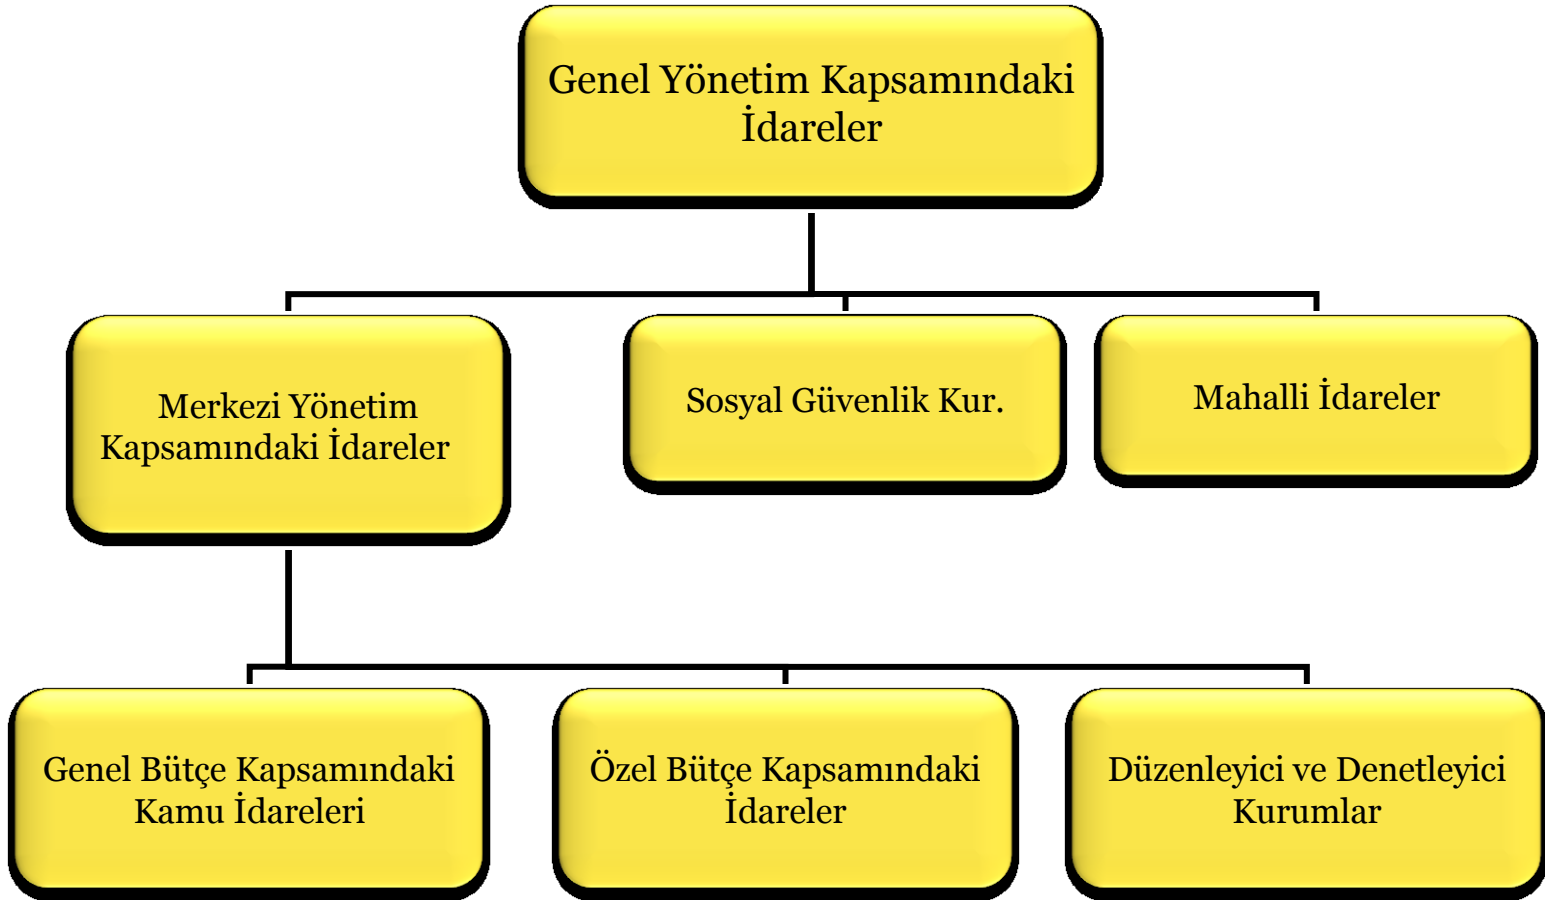 Genel Yönetim Kapsamındaki
İdareler
Merkezi Yönetim
Kapsamındaki İdareler
Sosyal Güvenlik Kur.
Mahalli İdareler
Genel Bütçe Kapsamındaki
Kamu İdareleri
Özel Bütçe Kapsamındaki
İdareler
Düzenleyici ve Denetleyici
Kurumlar